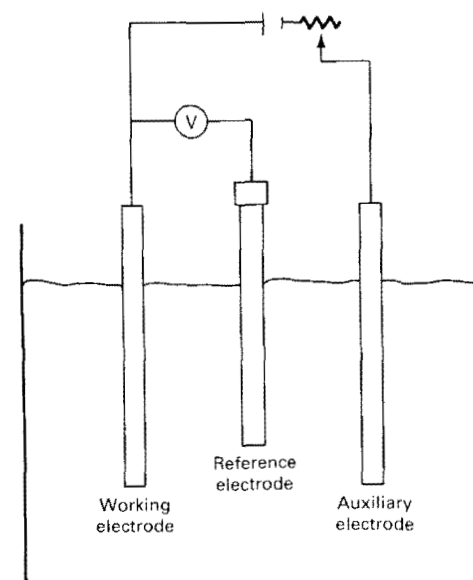 V
Reference
electrode
Working
electrode
Auxiliary
electrode